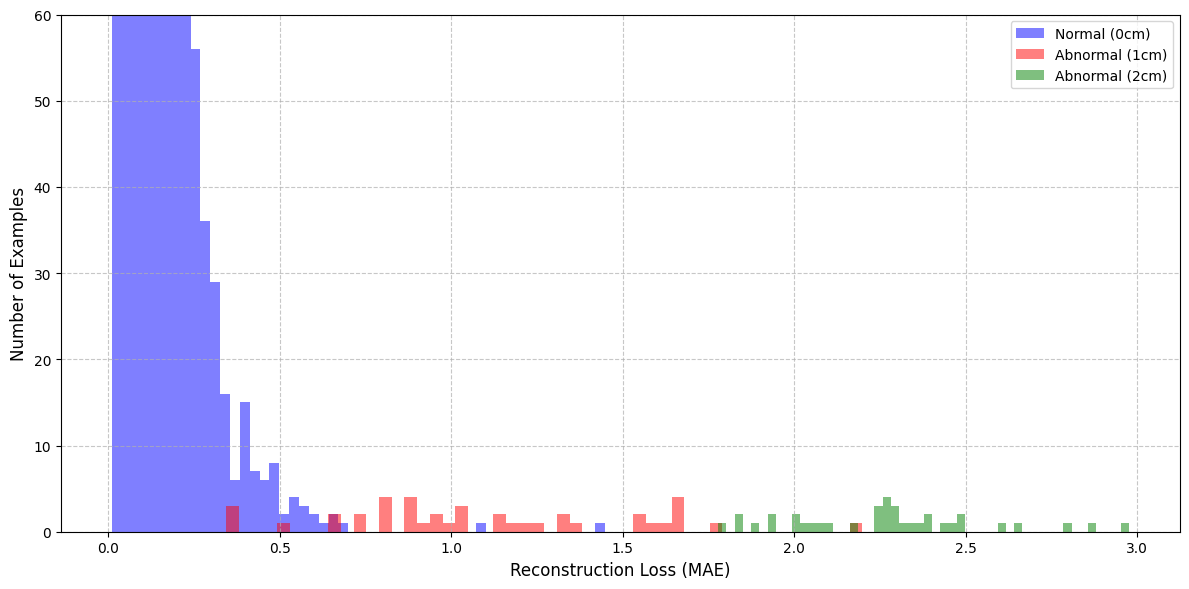 60
50
40
30
20
10
0
Number of Examples
Normal (0cm)
Abnormal (1cm)
Abnormal (2cm)
0.0
0.5
1.0
1.5
2.0
2.5
3.0
Reconstruction Loss (MAE)